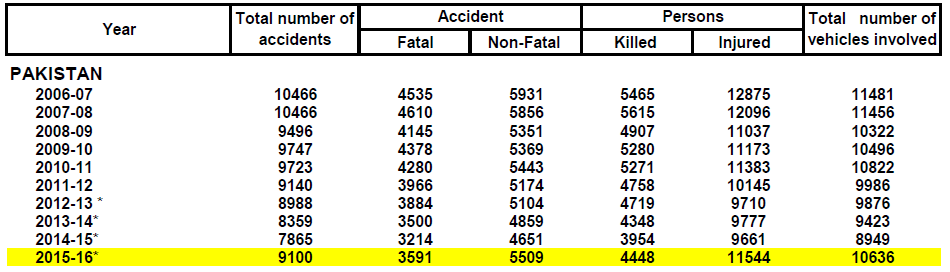 Year Total number of accidents Accident Persons Total number of vehicles involved
Fatal Non-Fatal Killed Injured
PAKISTAN
2006-07 10466 4535 5931 5465 12875 11481
2007-08 10466 4610 5856 5615 12096 11456
2008-09 9496 4145 5351 4907 11037 10322
2009-10 9747 4378 5369 5280 11173 10496
2010-11 9723 4280 5443 5271 11383 10822
2011-12 9140 3966 5174 4758 10145 9986
2012-13 * 8988 3884 5104 4719 9710 9876
2013-14* 8359 3500 4859 4348 9777 9423
2014-15* 7865 3214 4651 3954 9661 8949
2015-16* 9100 3591 5509 4448 11544 10636